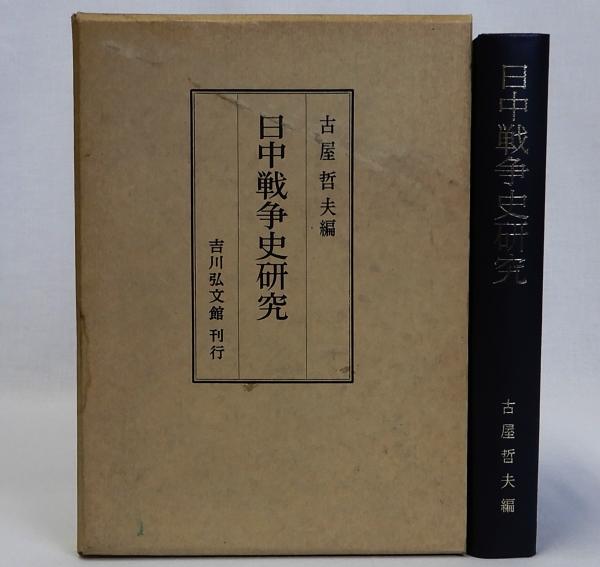 古屋哲夫編
日中戦争史研究
吉川弘文館 刊行
日中戦争史研究
古屋哲夫編